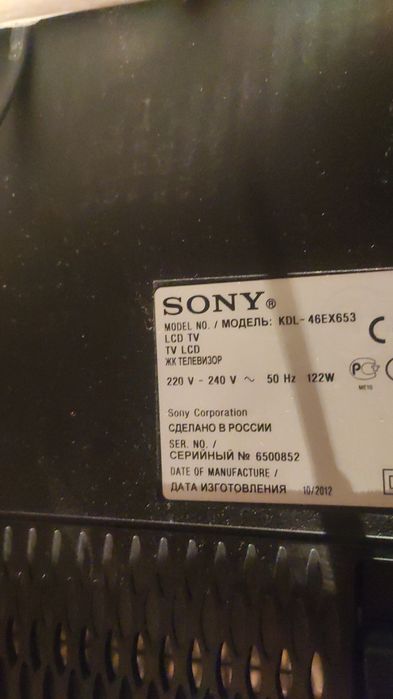 SONY®
MODEL NO. / МОДЕЛЬ: KDL-46EX653
LCD TV
TV LCD
ЖК ТЕЛЕВИЗОР
220 V - 240 V ~ 50 Hz 122W
Sony Corporation
СДЕЛАНО В РОССИИ
SER. NO. /
СЕРИЙНЫЙ № 6500852
DATE OF MANUFACTURE /
ДАТА ИЗГОТОВЛЕНИЯ 10/2012